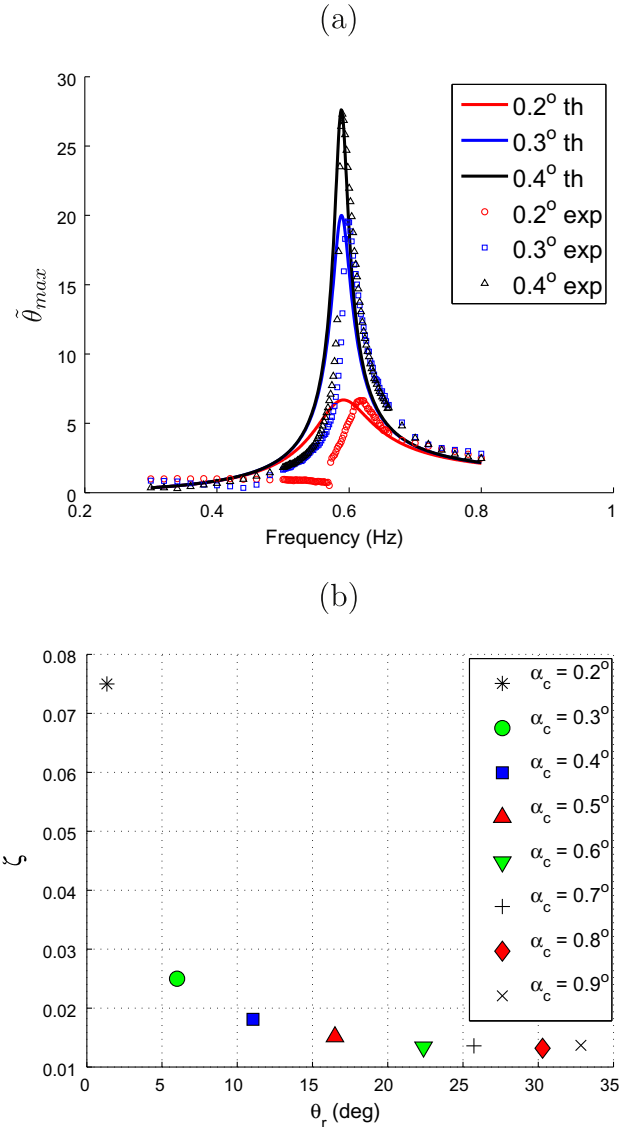 (a)
30
25
20
15
10
5
0
0.2
0.4
0.6
0.8
1
θ̃max
Frequency (Hz)
0.2° th
0.3° th
0.4° th
0.2° exp
0.3° exp
0.4° exp
(b)
0.08
0.07
0.06
0.05
0.04
0.03
0.02
0.01
0
5
10
15
20
25
30
35
ζ
θr (deg)
αc = 0.2°
αc = 0.3°
αc = 0.4°
αc = 0.5°
αc = 0.6°
αc = 0.7°
αc = 0.8°
αc = 0.9°